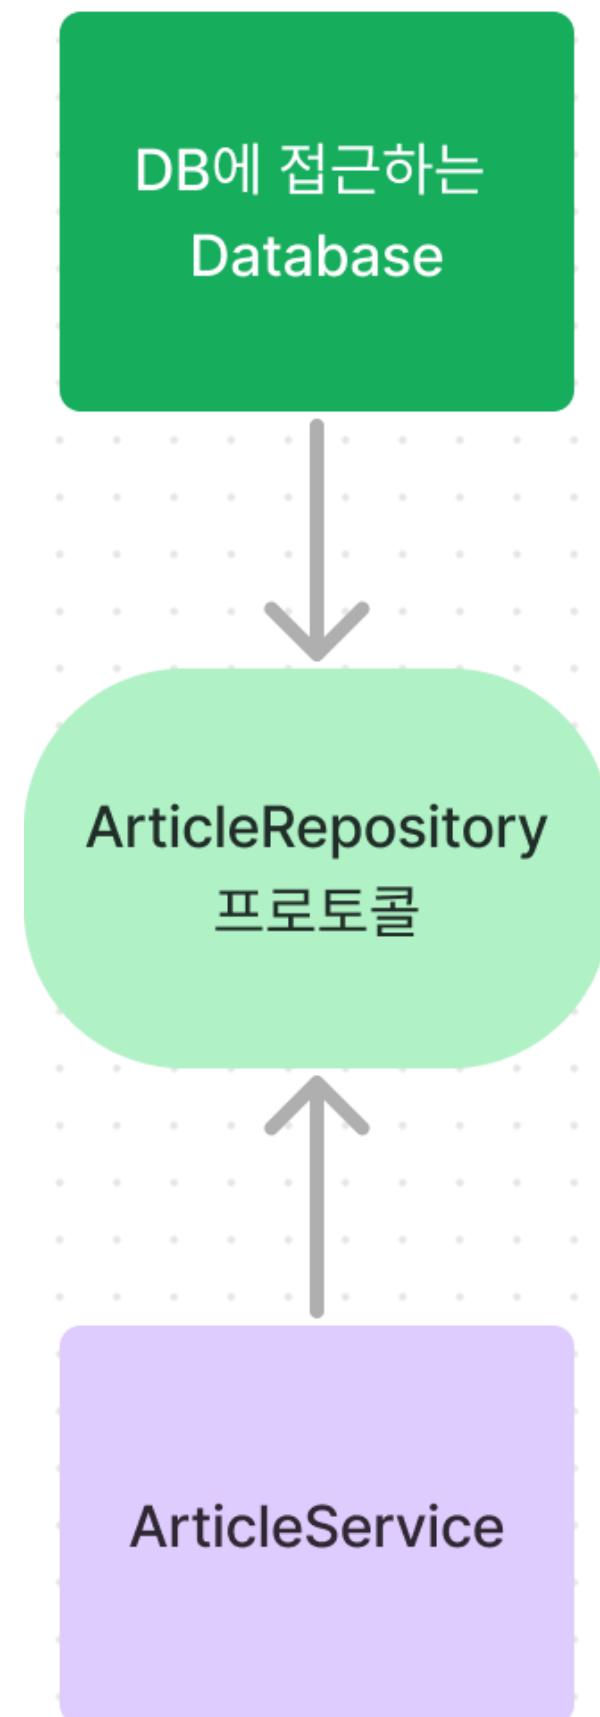 DB에 접근하는
Database
ArticleRepository
프로토콜
ArticleService